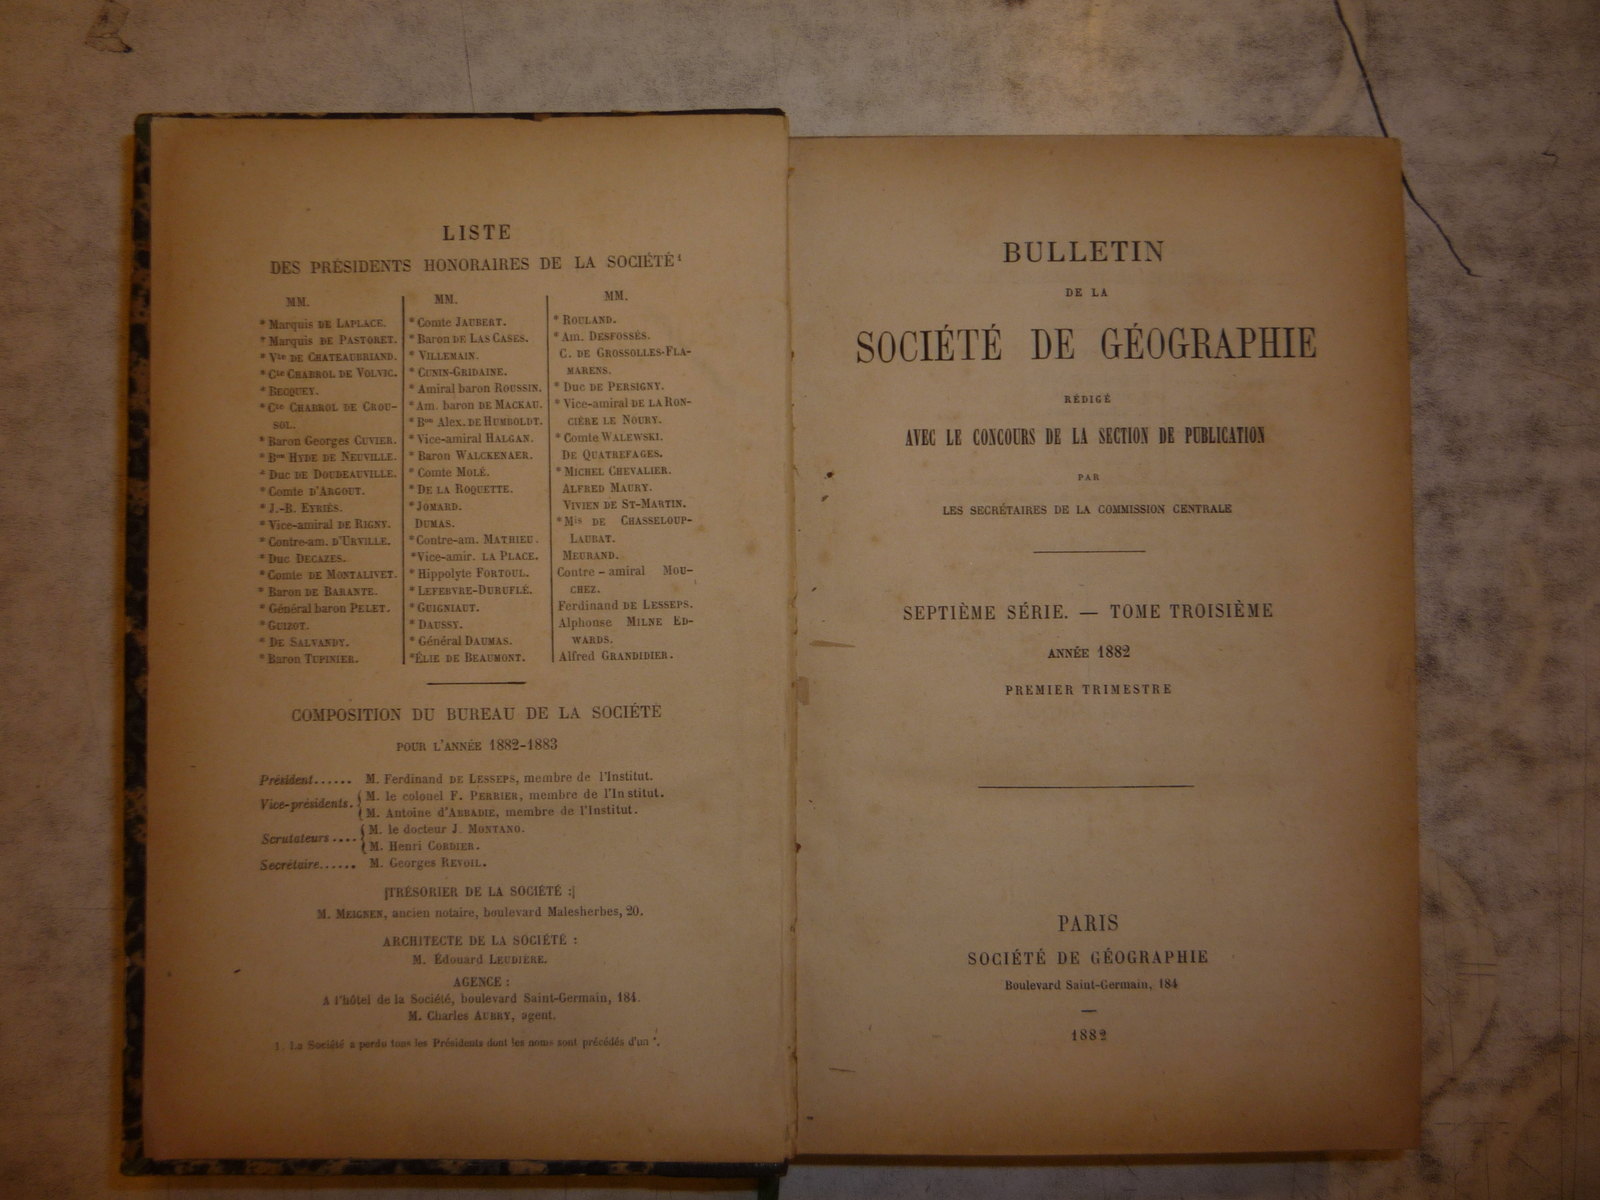 LISTE
DES PRÉSIDENTS HONORAIRES DE LA SOCIÉTÉ¹
MM.
* Marquis DE LAPLACE.
* Marquis DE PASTORET.
* Vte DE CHATEAUBRIAND.
* Cte CHABROL DE VOLVIC.
* BECQUEY.
* Cte CHABROL DE CROU-
SOL.
* Baron Georges CUVIER.
* Bon HYDE DE NEUVILLE.
* Duc DE DOUDEAUVILLE.
* Comte D'ARGOUT.
* J.-B. EYRIÈS.
* Vice-amiral DE RIGNY.
* Contre-am. D'URVILLE.
* Duc DECAZES.
* Comte DE MONTALIVET.
* Baron DE BARANTE.
* Général baron PELET.
* GUIZOT.
* DE SALVANDY.
* Baron TUPINIER.
MM.
* Comte JAUBERT.
* Baron DE LAS CASES.
* VILLEMAIN.
* CUNIN-GRIDAINE.
* Amiral baron ROUSSIN.
* Am. baron DE MACKAU.
* Bon Alex. DE HUMBOLDT.
* Vice-amiral HALGAN.
* Baron WALCKENAER.
* Comte MOLÉ.
* DE LA ROQUETTE.
* JOMARD.
DUMAS.
* Contre-am. MATHIEU.
* Vice-amir. LA PLACE.
* Hippolyte FORTOUL.
* LEFEBVRE-DURUFLÉ.
* GUIGNIAUT.
* DAUSSY.
* Général DAUMAS.
* ÉLIE DE BEAUMONT.
MM.
* ROULAND.
* Am. DESFOSSÉS.
C. DE GROSSOLLES-FLA-
MARENS.
* Duc DE PERSIGNY.
* Vice-amiral DE LA RON-
CIÈRE LE NOURY.
* Comte WALEWSKI.
DE QUATREFAGES.
* MICHEL CHEVALIER.
ALFRED MAURY.
VIVIEN DE ST-MARTIN.
* Mis DE CHASSELOUP-
LAUBAT.
MEURAND.
Contre-amiral MOU-
CHEZ.
Ferdinand DE LESSEPS.
Alphonse MILNE ED-
WARDS.
Alfred GRANDIDIER.
COMPOSITION DU BUREAU DE LA SOCIÉTÉ
POUR L'ANNÉE 1882-1883
Président...... M. Ferdinand DE LESSEPS, membre de l'Institut.
Vice-présidents. { M. le colonel F. PERRIER, membre de l'Institut.
{ M. Antoine d'ABBADIE, membre de l'Institut.
Scrutateurs .... { M. le docteur J. MONTANO.
{ M. Henri CORDIER.
Secrétaire...... M. Georges REVOIL.
TRÉSORIER DE LA SOCIÉTÉ :
M. MEIGNEN, ancien notaire, boulevard Malesherbes, 20.
ARCHITECTE DE LA SOCIÉTÉ :
M. Édouard LEUDIÈRE.
AGENCE :
A l'hôtel de la Société, boulevard Saint-Germain, 184.
M. Charles AUBRY, agent.
1. La Société a perdu tous les Présidents dont les noms sont précédés d'un *.
BULLETIN
DE LA
SOCIÉTÉ DE GÉOGRAPHIE
RÉDIGÉ
AVEC LE CONCOURS DE LA SECTION DE PUBLICATION
PAR
LES SECRÉTAIRES DE LA COMMISSION CENTRALE
SEPTIÈME SÉRIE. — TOME TROISIÈME
ANNÉE 1882
PREMIER TRIMESTRE
PARIS
SOCIÉTÉ DE GÉOGRAPHIE
Boulevard Saint-Germain, 184
1882